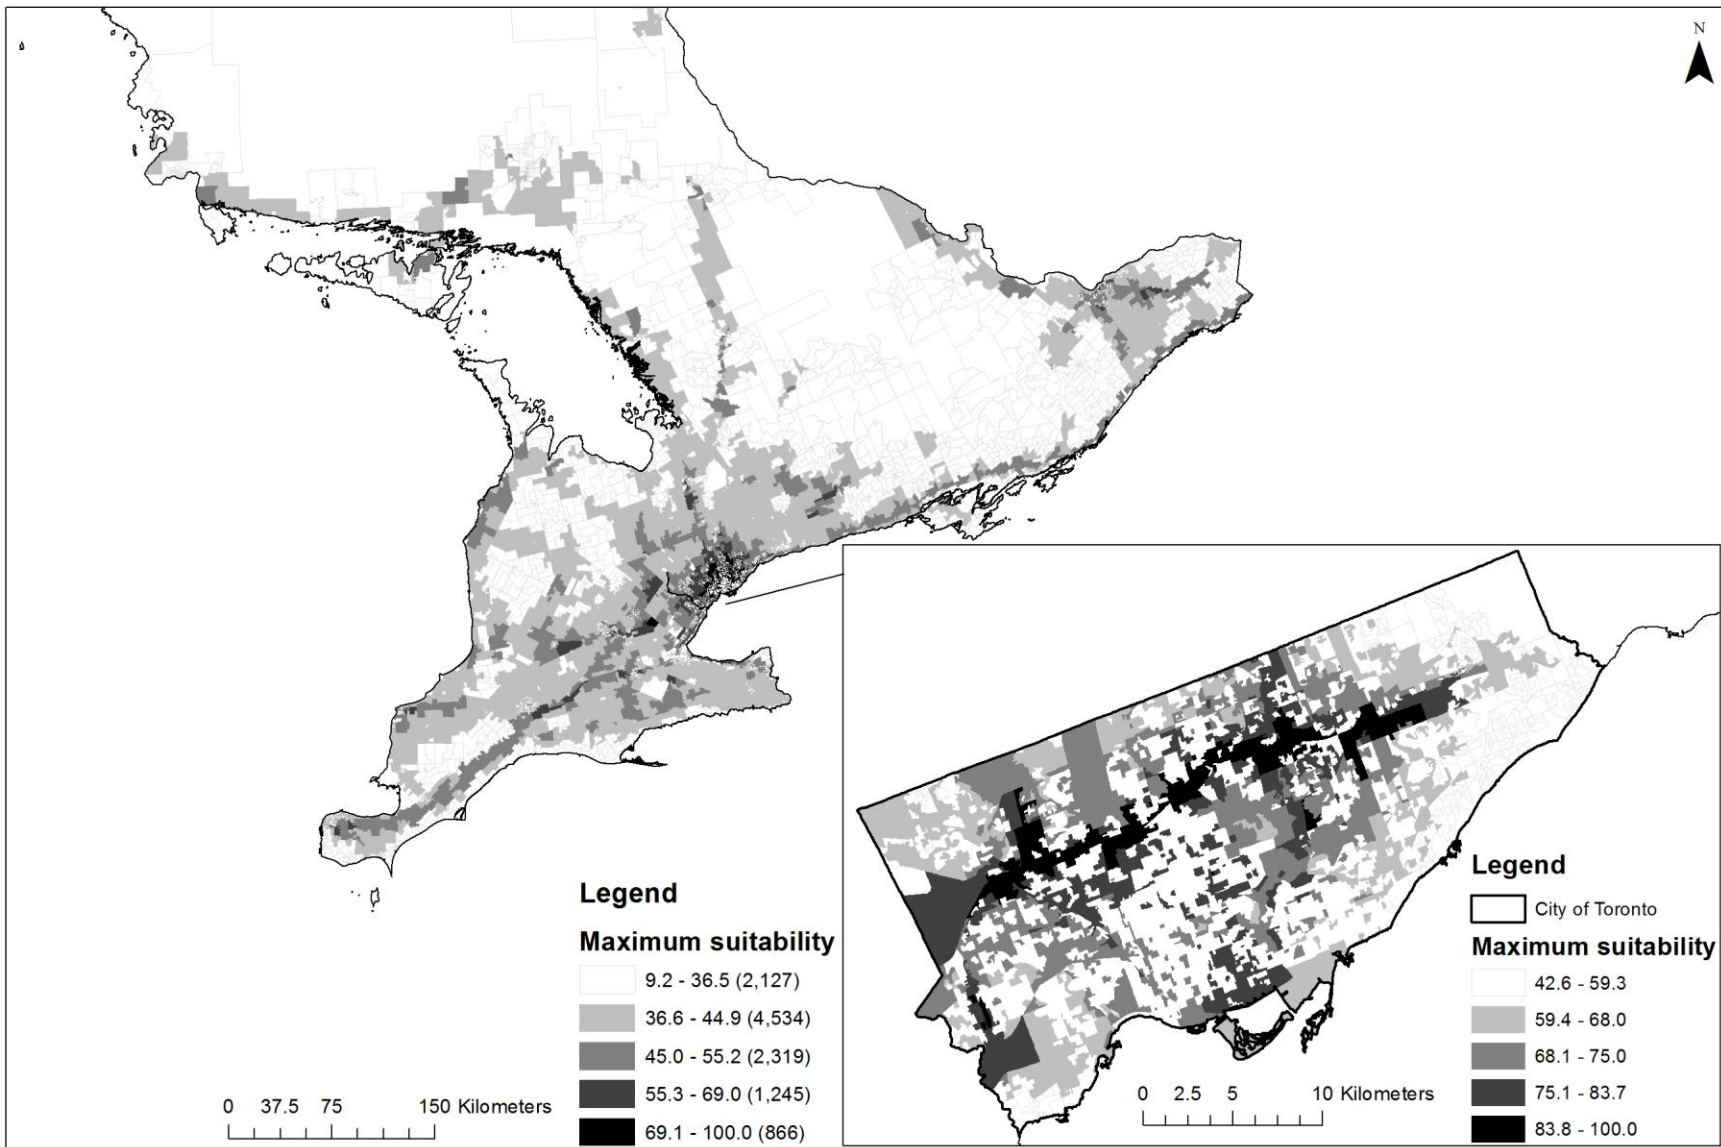 N
Legend
Maximum suitability
9.2 - 36.5 (2,127)
36.6 - 44.9 (4,534)
45.0 - 55.2 (2,319)
55.3 - 69.0 (1,245)
69.1 - 100.0 (866)
0 37.5 75 150 Kilometers
Legend
City of Toronto
Maximum suitability
42.6 - 59.3
59.4 - 68.0
68.1 - 75.0
75.1 - 83.7
83.8 - 100.0
0 2.5 5 10 Kilometers